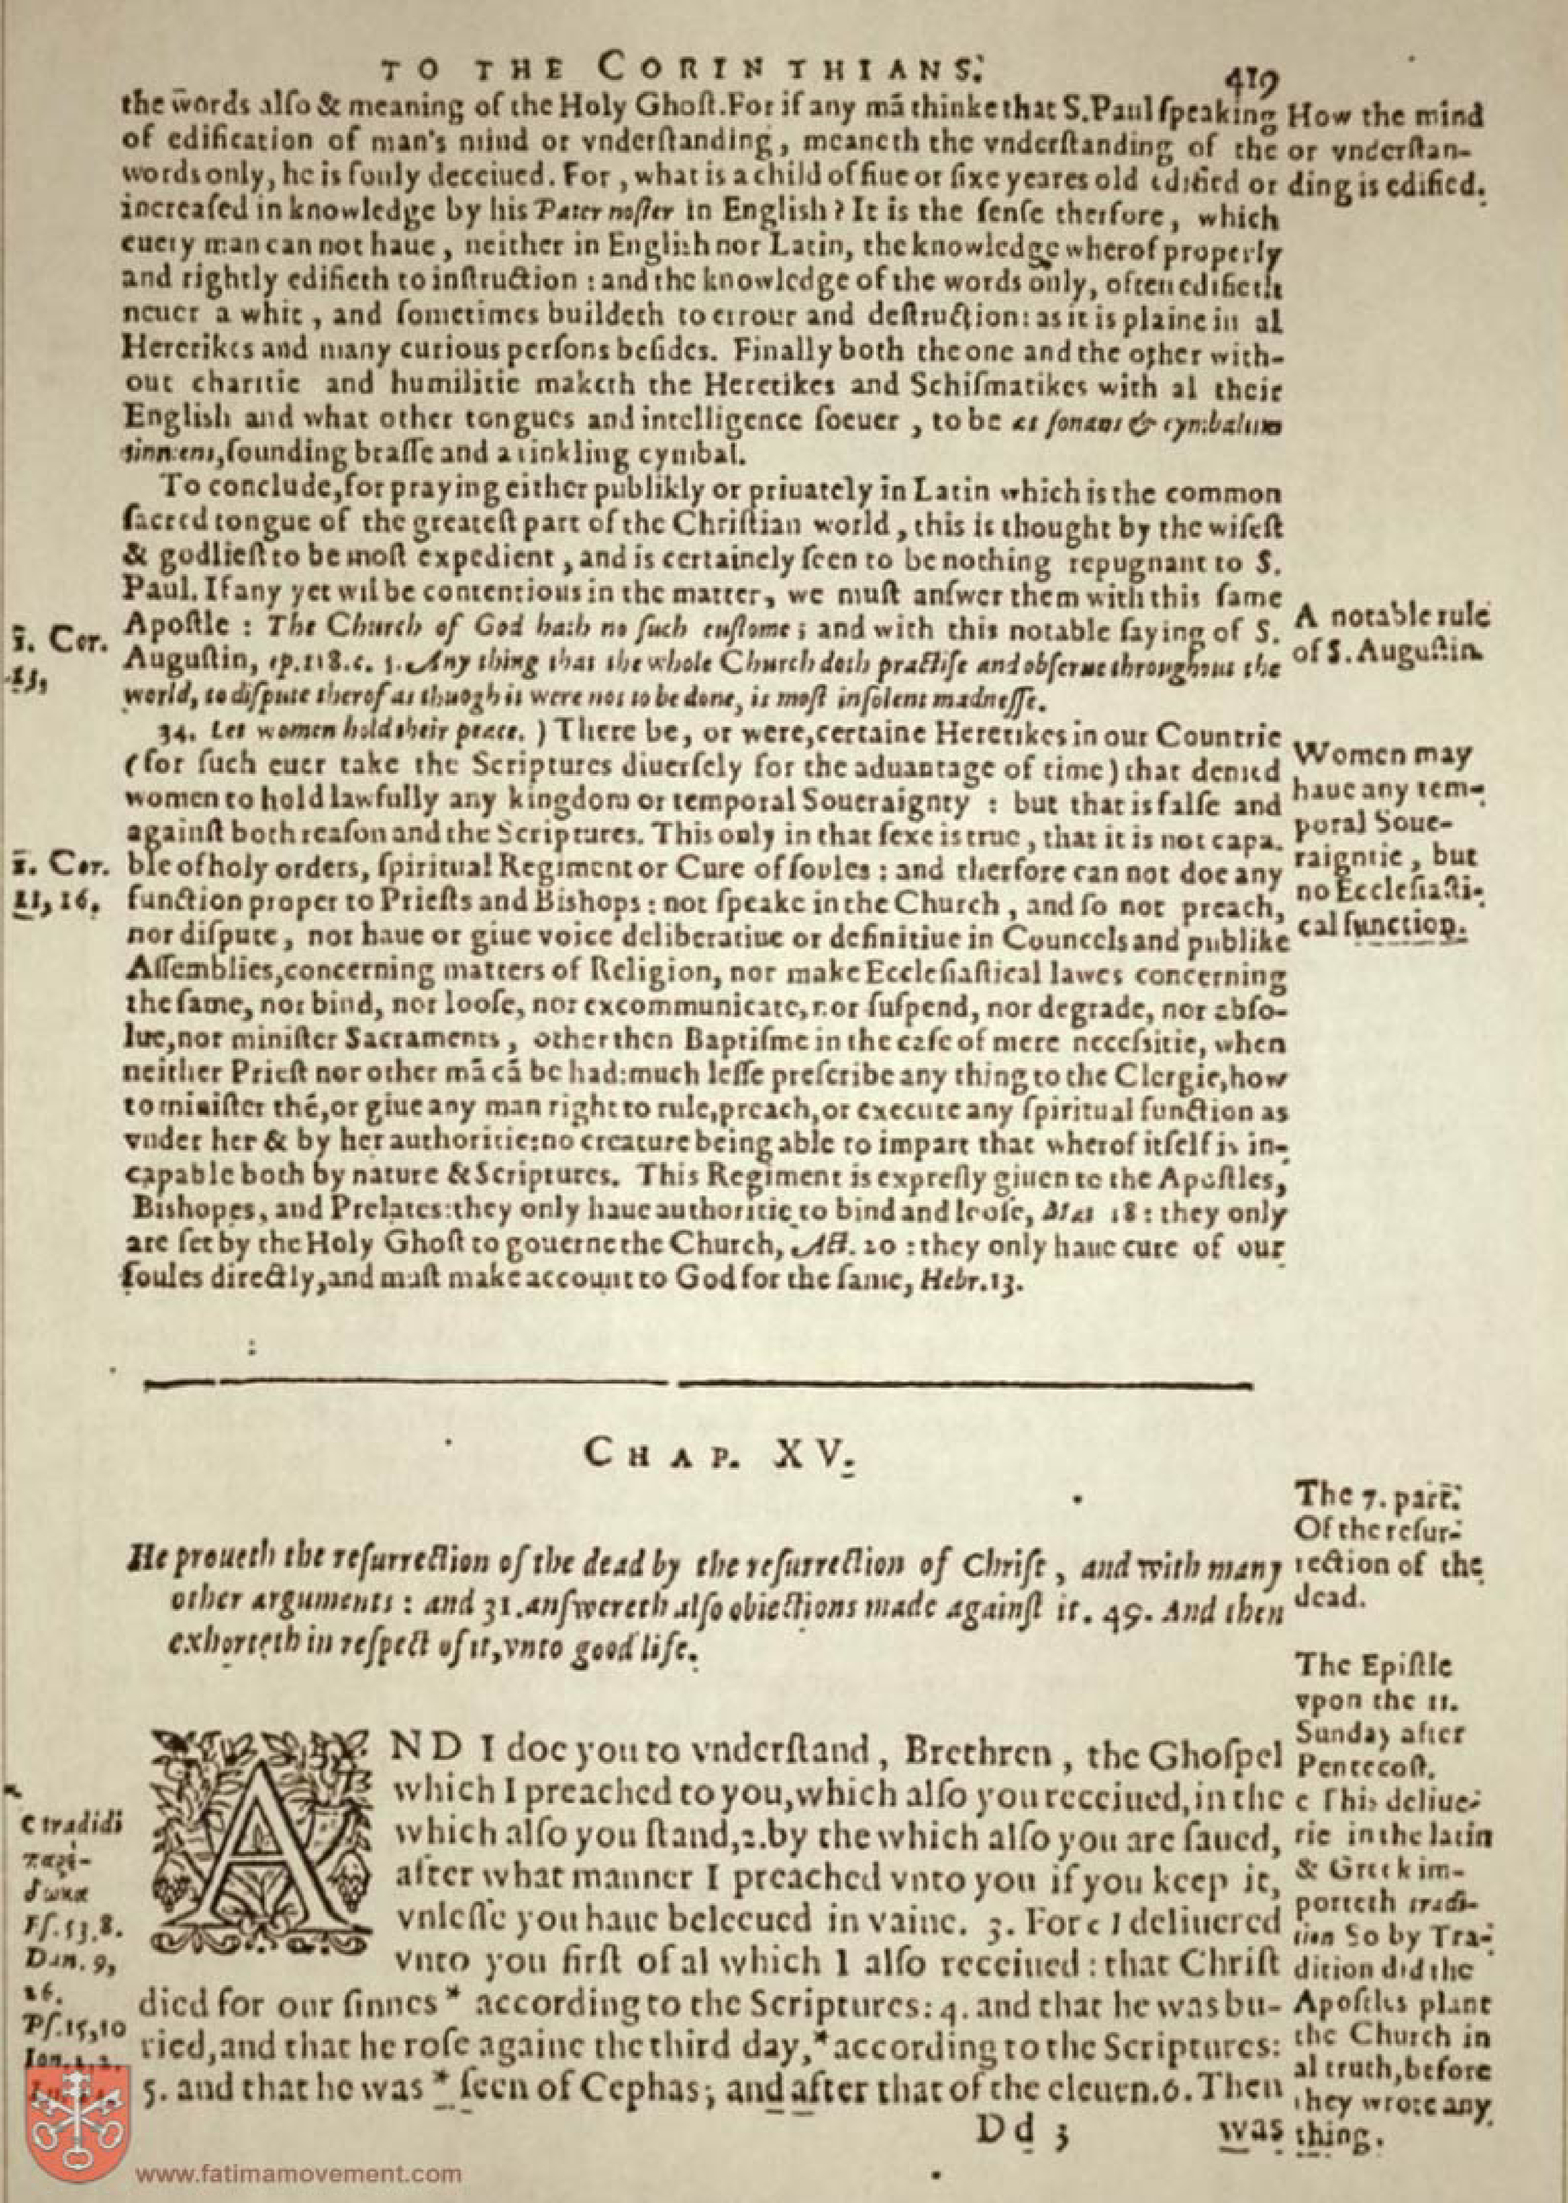 TO THE CORINTHIANS.
419
the words alſo & meaning of the Holy Ghoſt. For if any mā thinke that S. Paul ſpeaking
of edification of man's mind or vnderſtanding, meaneth the vnderſtanding of the
words only, he is fouly deceiued. For, what is a child of fiue or ſixe yeares old edified or
increaſed in knowledge by his Pater noſter in English? It is the ſenſe therfore, which
euery man can not haue, neither in English nor Latin, the knowledge wherof properly
and rightly edifieth to inſtruction: and the knowledge of the words only, often edifieth
neuer a whit, and ſometimes buildeth to errour and deſtruction: as it is plaine in al
Heretikes and many curious perſons beſides. Finally both the one and the other with-
out charitie and humilitie maketh the Heretikes and Schiſmatikes with al their
English and what other tongues and intelligence ſoeuer, to be æs ſonans & cymbalum
tinniens, ſounding braſſe and a tinkling cymbal.
How the mind
or vnderſtan-
ding is edified.
To conclude, for praying either publikly or priuately in Latin which is the common
ſacred tongue of the greateſt part of the Chriſtian world, this is thought by the wiſeſt
& godlieſt to be moſt expedient, and is certainely ſeen to be nothing repugnant to S.
Paul. If any yet wil be contentious in the matter, we muſt anſwer them with this ſame
Apoſtle: The Church of God hath no ſuch cuſtome; and with this notable ſaying of S.
Auguſtin, ep. 118. c. 5. Any thing that the whole Church doth practiſe and obſerue throughout the
world, to diſpute therof as thuogh it were not to be done, is moſt inſolent madneſſe.
1. Cor.
11,
A notable rule
of S. Auguſtin.
34. Let women hold their peace. ) There be, or were, certaine Heretikes in our Countrie
(for ſuch euer take the Scriptures diuerſely for the aduantage of time) that denied
women to hold lawfully any kingdom or temporal Soueraignty: but that is falſe and
againſt both reaſon and the Scriptures. This only in that ſexe is true, that it is not capa-
ble of holy orders, ſpiritual Regiment or Cure of ſoules: and therfore can not doe any
function proper to Prieſts and Bishops: not ſpeake in the Church, and ſo not preach,
nor diſpute, nor haue or giue voice deliberatiue or definitiue in Councels and publike
Aſſemblies, concerning matters of Religion, nor make Eccleſiaſtical lawes concerning
the ſame, nor bind, nor looſe, nor excommunicate, nor ſuſpend, nor degrade, nor abſo-
lue, nor miniſter Sacraments, other then Baptiſme in the caſe of mere neceſsitie, when
neither Prieſt nor other mā cā be had: much leſſe preſcribe any thing to the Clergie, how
to miniſter thē, or giue any man right to rule, preach, or execute any ſpiritual function as
vnder her & by her authoritie: no creature being able to impart that wherof itſelf is in-
capable both by nature & Scriptures. This Regiment is expreſly giuen to the Apoſtles,
Bishopes, and Prelates: they only haue authoritie to bind and looſe, Mat 18: they only
are ſet by the Holy Ghoſt to gouerne the Church, Act. 20: they only haue cure of our
ſoules directly, and muſt make account to God for the ſame, Hebr. 13.
1. Cor.
11, 16.
Women may
haue any tem-
poral Soue-
raigntie, but
no Eccleſiaſti-
cal function.
CHAP. XV.
He proueth the reſurrection of the dead by the reſurrection of Chriſt, and with many
other arguments: and 31. anſwereth alſo obiections made againſt it. 49. And then
exhorteth in reſpect of it, vnto good life.
The 7. part.
Of the reſur-
rection of the
dead.
AND I doe you to vnderſtand, Brethren, the Ghoſpel
which I preached to you, which alſo you receiued, in the
which alſo you ſtand, 2. by the which alſo you are ſaued,
after what manner I preached vnto you if you keep it,
vnleſſe you haue beleeued in vaine. 3. For c I deliuered
vnto you firſt of al which I alſo receiued: that Chriſt
died for our ſinnes * according to the Scriptures: 4. and that he was bu-
ried, and that he roſe againe the third day, * according to the Scriptures:
5. and that he was * ſeen of Cephas; and after that of the eleuen. 6. Then
The Epiſtle
vpon the 11.
Sunday after
Pentecoſt.
c This deliue-
rie in the latin
& Greek im-
porteth tradi-
tion So by Tra-
dition did the
Apoſtles plant
the Church in
al truth, before
they wrote any
thing.
c tradidi
παρέ-
δωκα
Pſ. 53, 8.
Dan. 9,
26.
Pſ. 15, 10
Ion. 1, 2.
Dd 3
was
www.fatimamovement.com